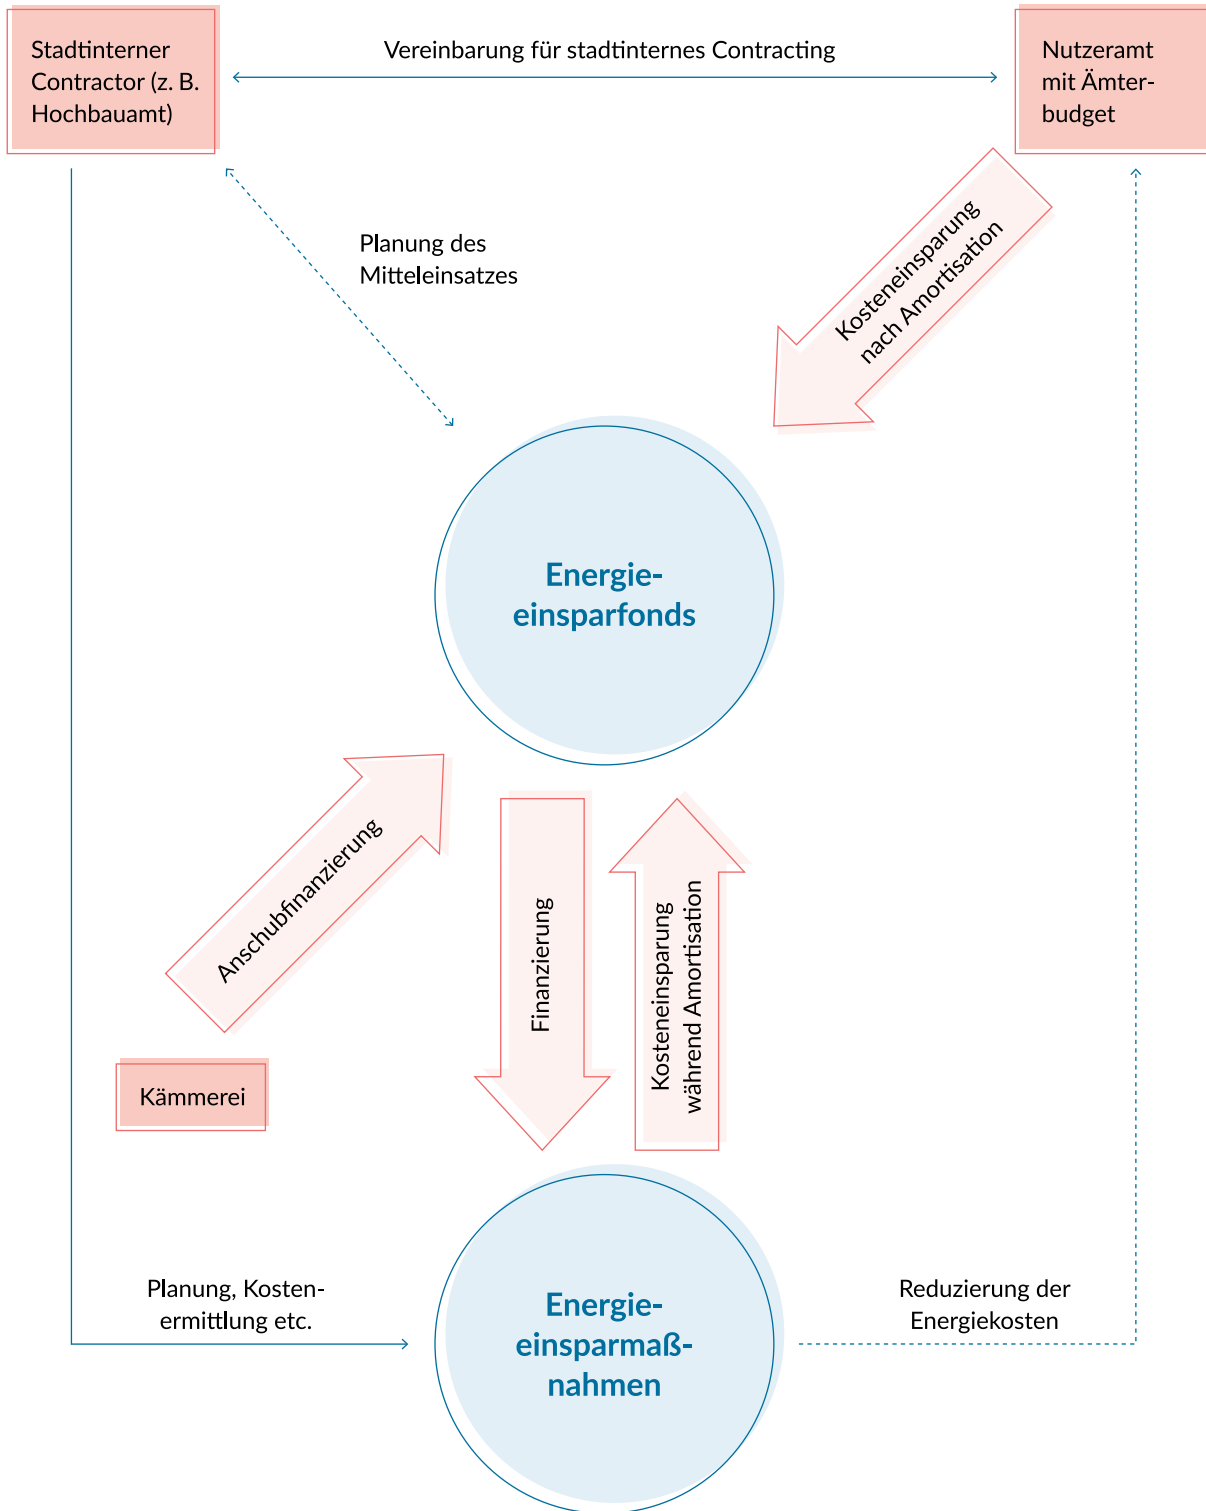 Stadtinterner
Contractor (z. B.
Hochbauamt)
Vereinbarung für stadtinternes Contracting
Nutzeramt
mit Ämter-
budget
Planung des
Mitteleinsatzes
Kosteneinsparung
nach Amortisation
Energie-
einsparfonds
Anschubfinanzierung
Finanzierung
Kosteneinsparung
während Amortisation
Kämmerei
Planung, Kosten-
ermittlung etc.
Energie-
einsparmaß-
nahmen
Reduzierung der
Energiekosten